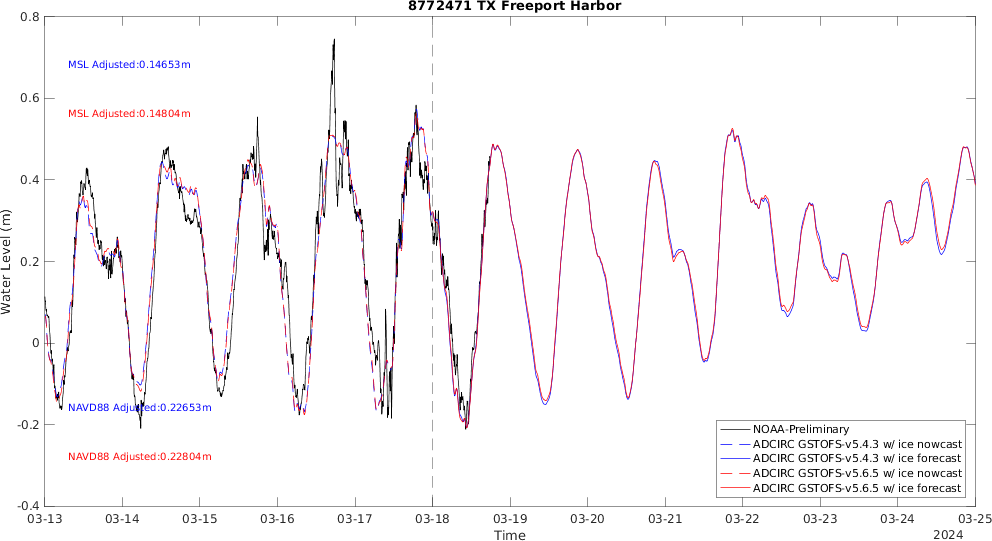 8772471 TX Freeport Harbor
0.8
0.6
0.4
0.2
0
-0.2
-0.4
Water Level (m)
MSL Adjusted:0.14653m
MSL Adjusted:0.14804m
NAVD88 Adjusted:0.22653m
NAVD88 Adjusted:0.22804m
NOAA-Preliminary
ADCIRC GSTOFS-v5.4.3 w/ ice nowcast
ADCIRC GSTOFS-v5.4.3 w/ ice forecast
ADCIRC GSTOFS-v5.6.5 w/ ice nowcast
ADCIRC GSTOFS-v5.6.5 w/ ice forecast
03-13 03-14 03-15 03-16 03-17 03-18 03-19 03-20 03-21 03-22 03-23 03-24 03-25
Time
2024